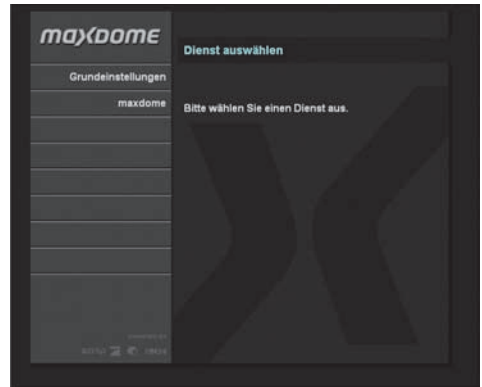 maxdome
Dienst auswählen
Grundeinstellungen
maxdome
Bitte wählen Sie einen Dienst aus.